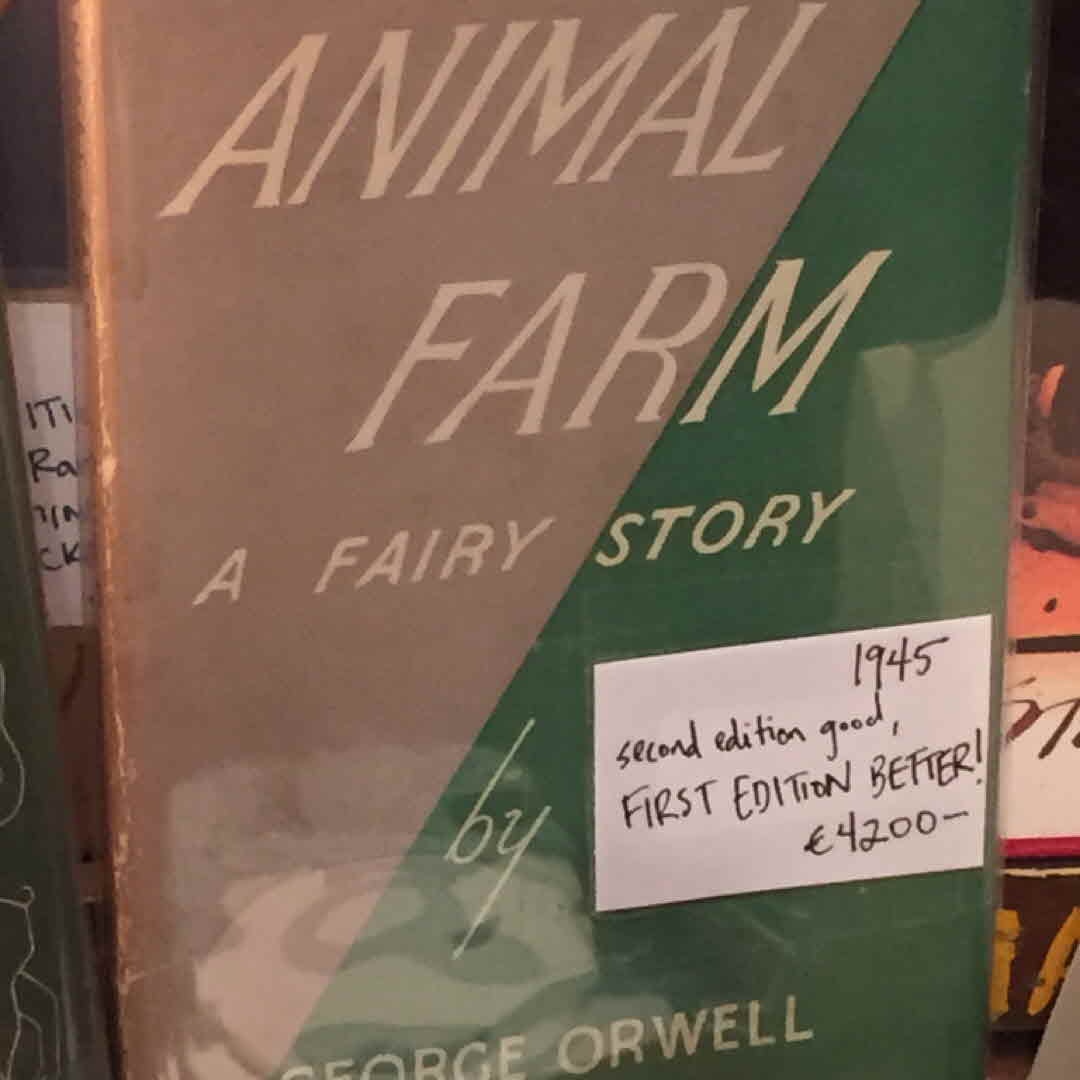 ANIMAL
FARM
A FAIRY STORY
by
GEORGE ORWELL
1945
second edition good,
FIRST EDITION BETTER!
€4200-